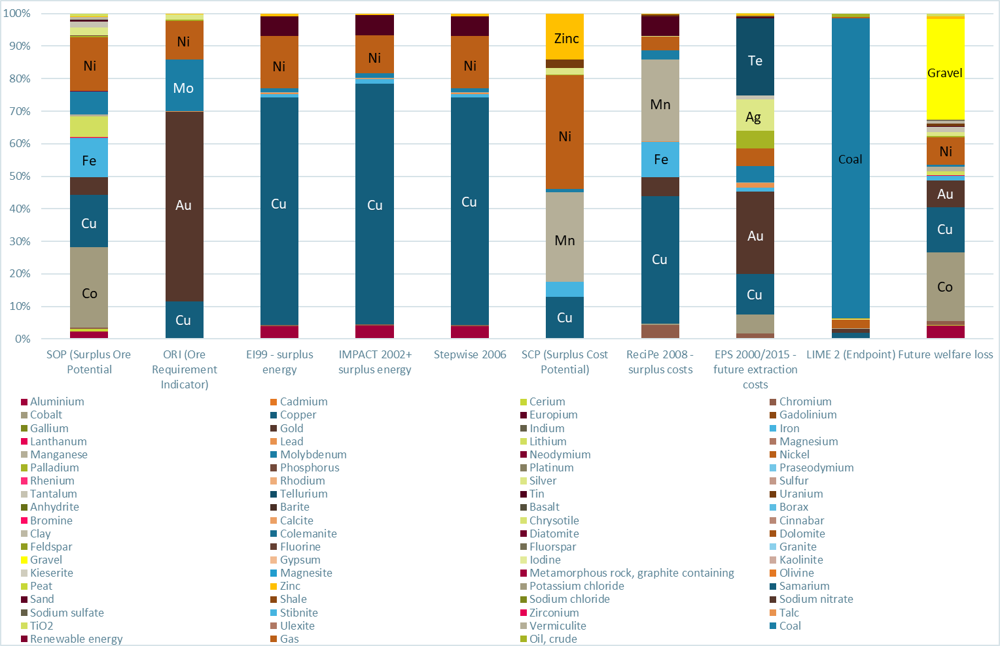 100%
90%
80%
70%
60%
50%
40%
30%
20%
10%
0%
Ni
Fe
Cu
Co
Ni
Mo
Au
Cu
Ni
Cu
Ni
Cu
Ni
Cu
Zinc
Ni
Mn
Cu
Mn
Fe
Cu
Te
Ag
Au
Cu
Coal
Gravel
Ni
Au
Cu
Co
SOP (Surplus Ore
Potential
ORI (Ore
Requirement
Indicator)
EI99 - surplus
energy
IMPACT 2002+
surplus energy
Stepwise 2006
SCP (Surplus Cost
Potential)
ReciPe 2008 -
surplus costs
EPS 2000/2015 -
future extraction
costs
LIME 2 (Endpoint)
Future welfare loss
Aluminium Cadmium Cerium Chromium
Cobalt Copper Europium Gadolinium
Gallium Gold Indium Iron
Lanthanum Lead Lithium Magnesium
Manganese Molybdenum Neodymium Nickel
Palladium Phosphorus Platinum Praseodymium
Rhenium Rhodium Silver Sulfur
Tantalum Tellurium Tin Uranium
Anhydrite Barite Basalt Borax
Bromine Calcite Chrysotile Cinnabar
Clay Colemanite Diatomite Dolomite
Feldspar Fluorine Fluorspar Granite
Gravel Gypsum Iodine Kaolinite
Kieserite Magnesite Metamorphous rock, graphite containing Olivine
Peat Zinc Potassium chloride Samarium
Sand Shale Sodium chloride Sodium nitrate
Sodium sulfate Stibnite Zirconium Talc
TiO2 Ulexite Vermiculite Coal
Renewable energy Gas Oil, crude